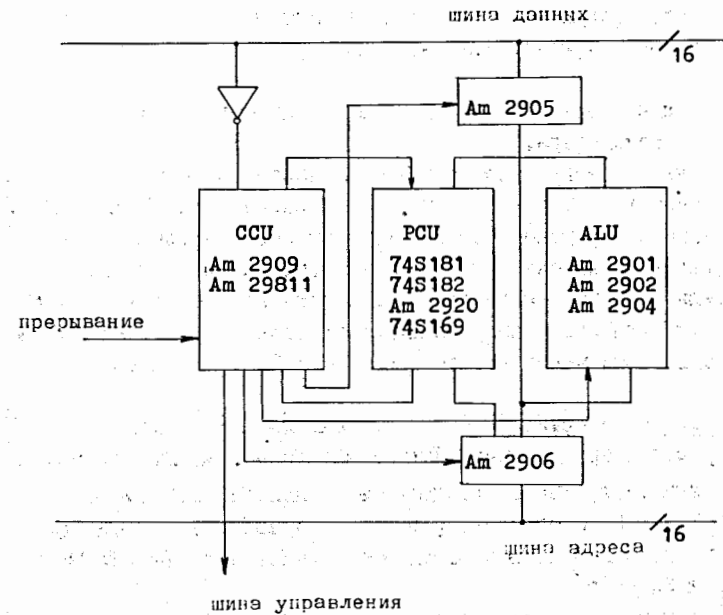 шина данных
16
Am 2905
CCU
Am 2909
Am 29811
PCU
74S181
74S182
Am 2920
74S169
ALU
Am 2901
Am 2902
Am 2904
прерывание
Am 2906
16
шина адреса
шина управления